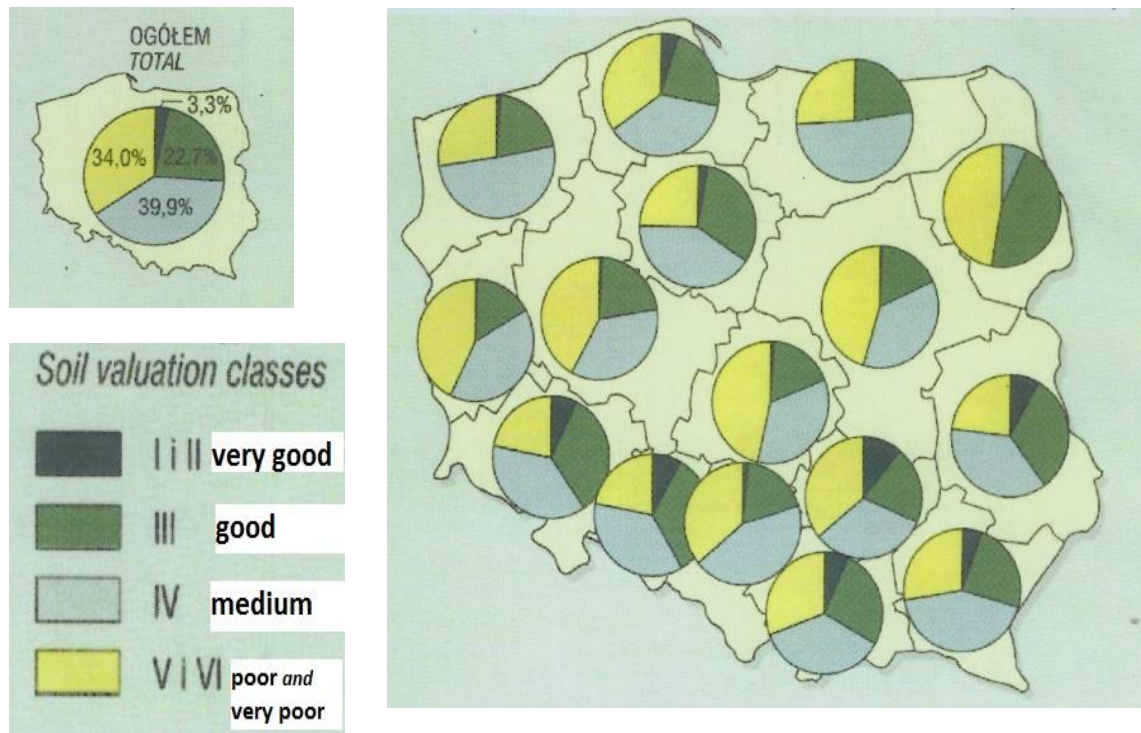 OGÓŁEM
TOTAL
3,3%
34,0% 22,7%
39,9%
Soil valuation classes
I i II very good
III good
IV medium
V i VI poor and
very poor